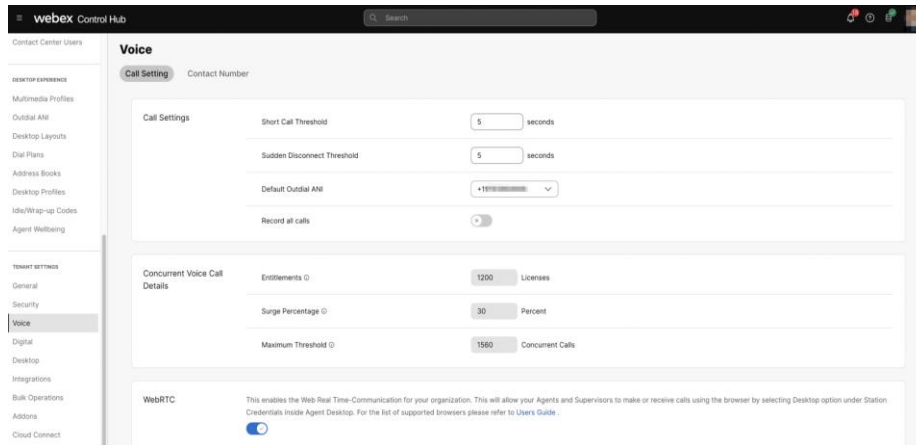 webex Control Hub
Search
Contact Center Users
DESKTOP EXPERIENCE
Multimedia Profiles
Outdial ANI
Desktop Layouts
Dial Plans
Address Books
Desktop Profiles
Idle/Wrap-up Codes
Agent Wellbeing
TENANT SETTINGS
General
Security
Voice
Digital
Desktop
Integrations
Bulk Operations
Addons
Cloud Connect
Voice
Call Setting Contact Number
Call Settings
Short Call Threshold 5 seconds
Sudden Disconnect Threshold 5 seconds
Default Outdial ANI
Record all calls
Concurrent Voice Call
Details
Entitlements 1200 Licenses
Surge Percentage 30 Percent
Maximum Threshold 1560 Concurrent Calls
WebRTC
This enables the Web Real Time-Communication for your organization. This will allow your Agents and Supervisors to make or receive calls using the browser by selecting Desktop option under Station
Credentials inside Agent Desktop. For the list of supported browsers please refer to Users Guide .